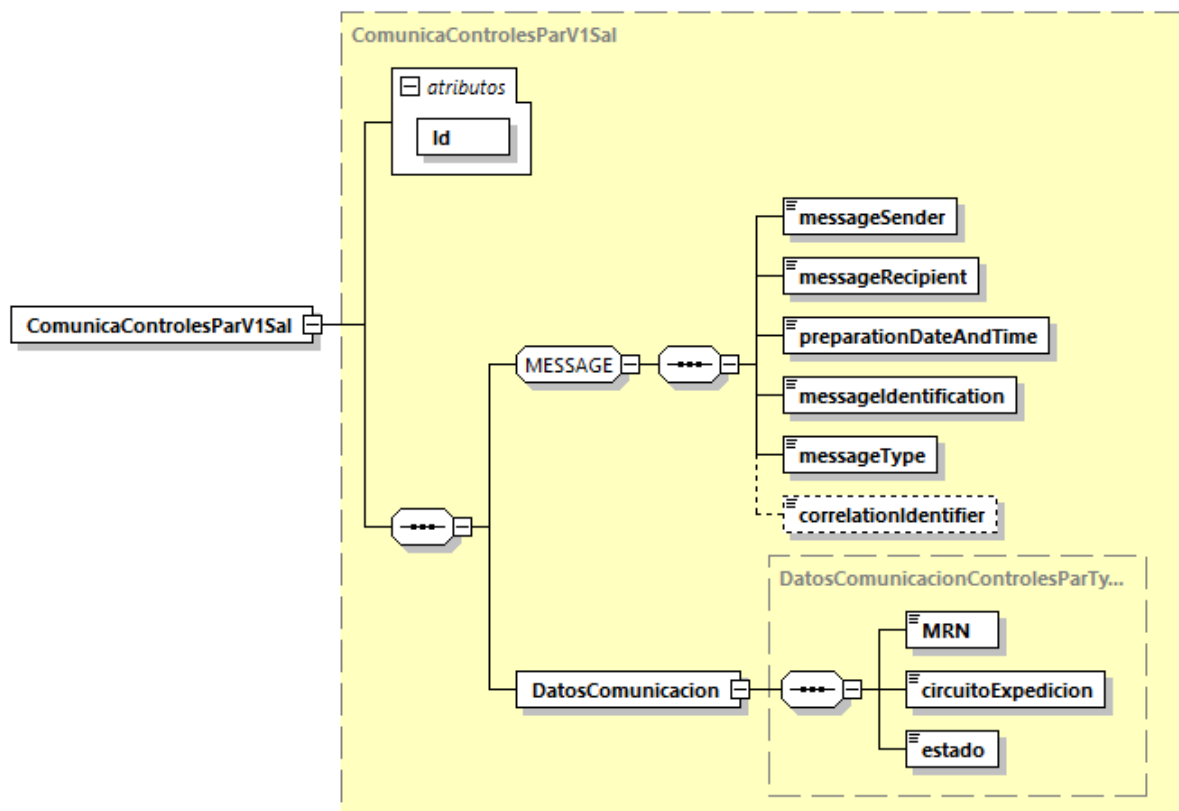 ComunicaControlesParV1Sal
atributos
Id
messageSender
messageRecipient
ComunicaControlesParV1Sal
preparationDateAndTime
MESSAGE
messageIdentification
messageType
correlationIdentifier
DatosComunicacionControlesParTy...
MRN
DatosComunicacion
circuitoExpedicion
estado